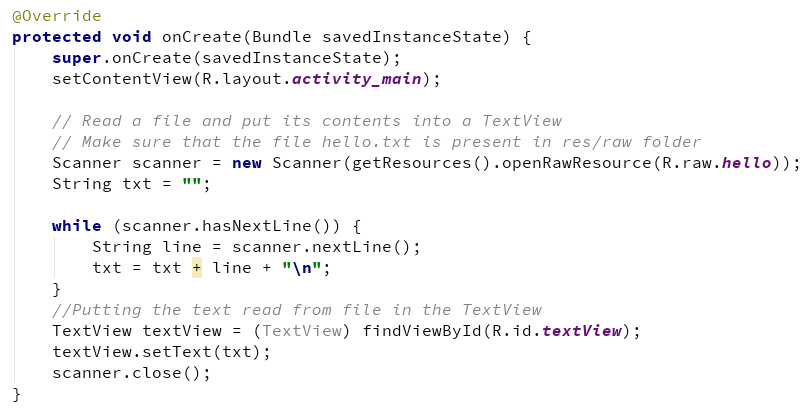 @Override
protected void onCreate(Bundle savedInstanceState) {
    super.onCreate(savedInstanceState);
    setContentView(R.layout.activity_main);

    // Read a file and put its contents into a TextView
    // Make sure that the file hello.txt is present in res/raw folder
    Scanner scanner = new Scanner(getResources().openRawResource(R.raw.hello));
    String txt = "";

    while (scanner.hasNextLine()) {
        String line = scanner.nextLine();
        txt = txt + line + "\n";
    }
    //Putting the text read from file in the TextView
    TextView textView = (TextView) findViewById(R.id.textView);
    textView.setText(txt);
    scanner.close();
}